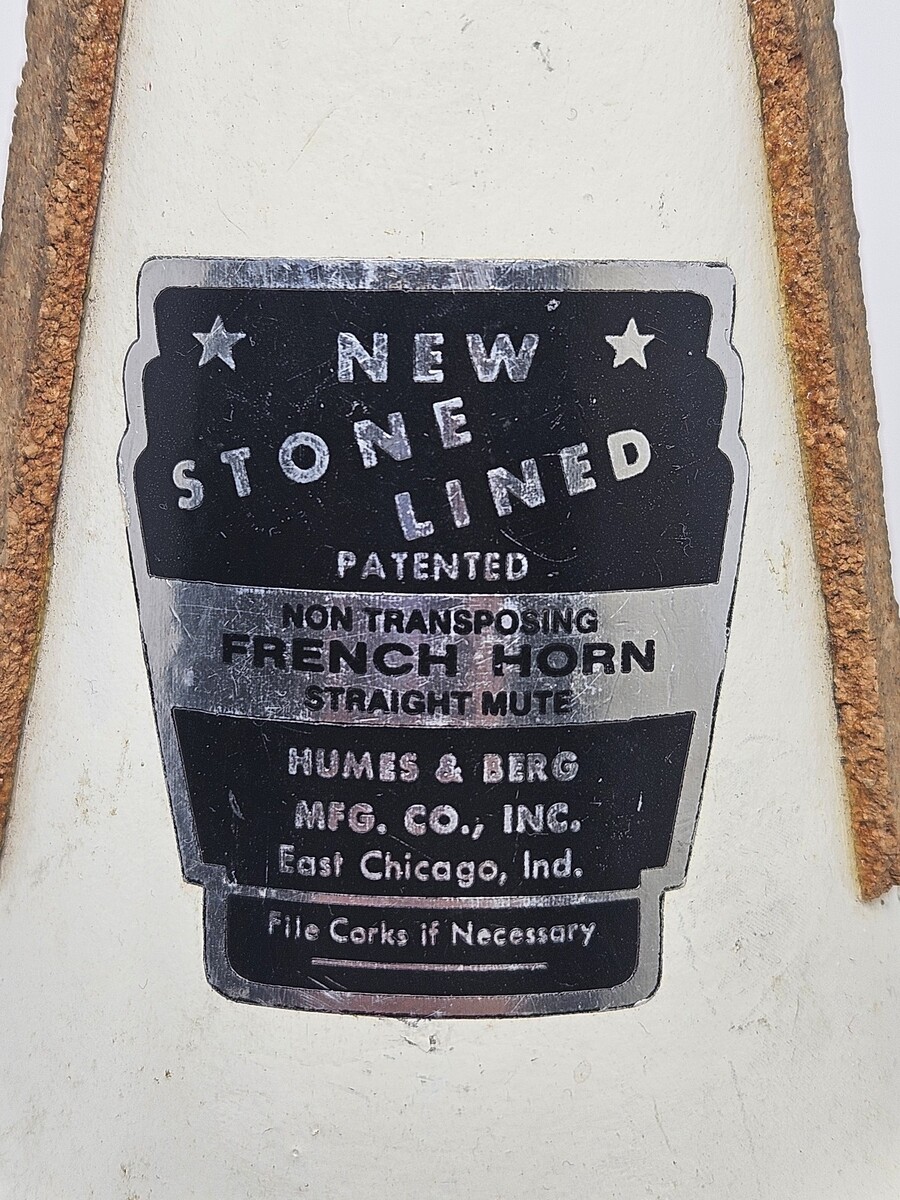 NEW
STONE
LINED
PATENTED
NON TRANSPOSING
FRENCH HORN
STRAIGHT MUTE
HUMES & BERG
MFG. CO., INC.
East Chicago, Ind.
File Corks if Necessary